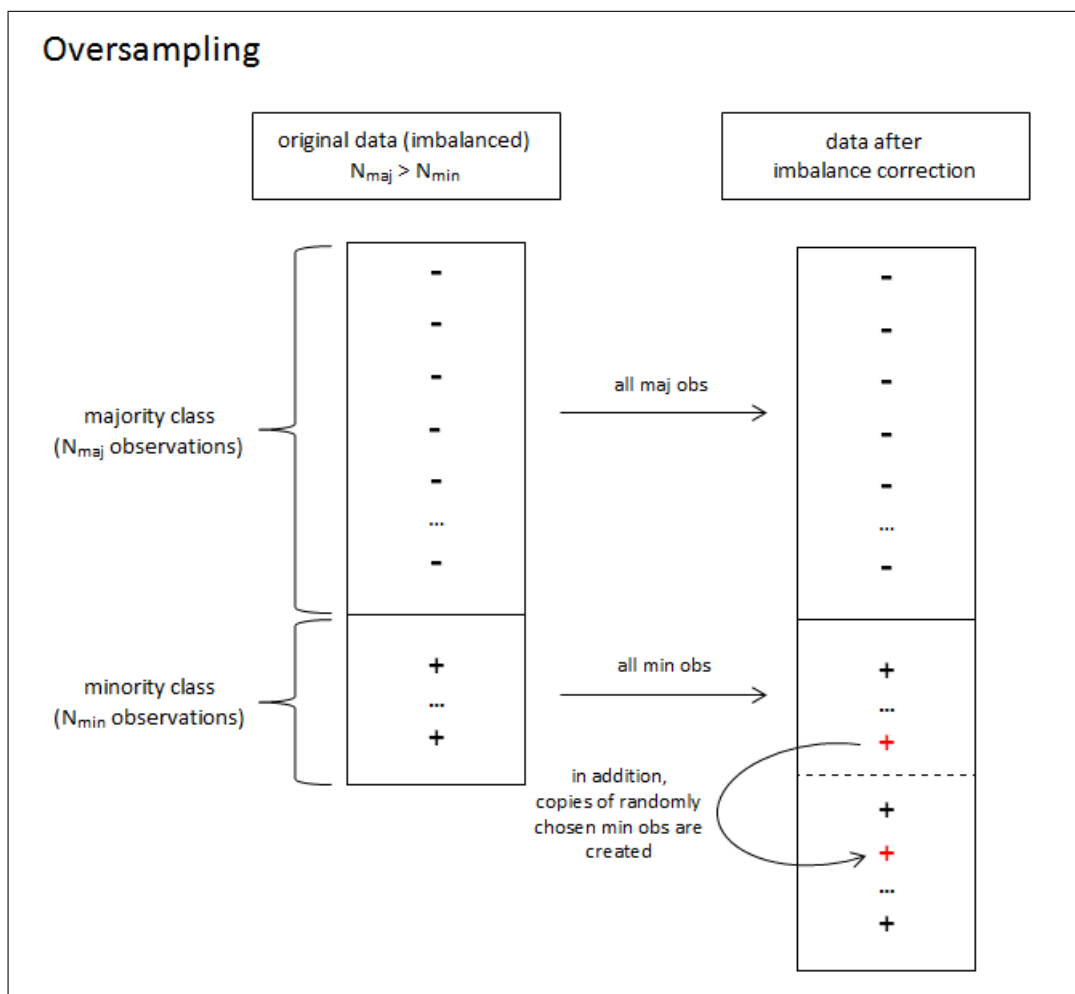 Oversampling
original data (imbalanced)
Nmaj > Nmin
data after
imbalance correction
-
-
-
-
-
...
-
majority class
(Nmaj observations)
all maj obs
-
-
-
-
-
...
-
+
...
+
minority class
(Nmin observations)
all min obs
+
...
+
in addition,
copies of randomly
chosen min obs are
created
+
+
...
+